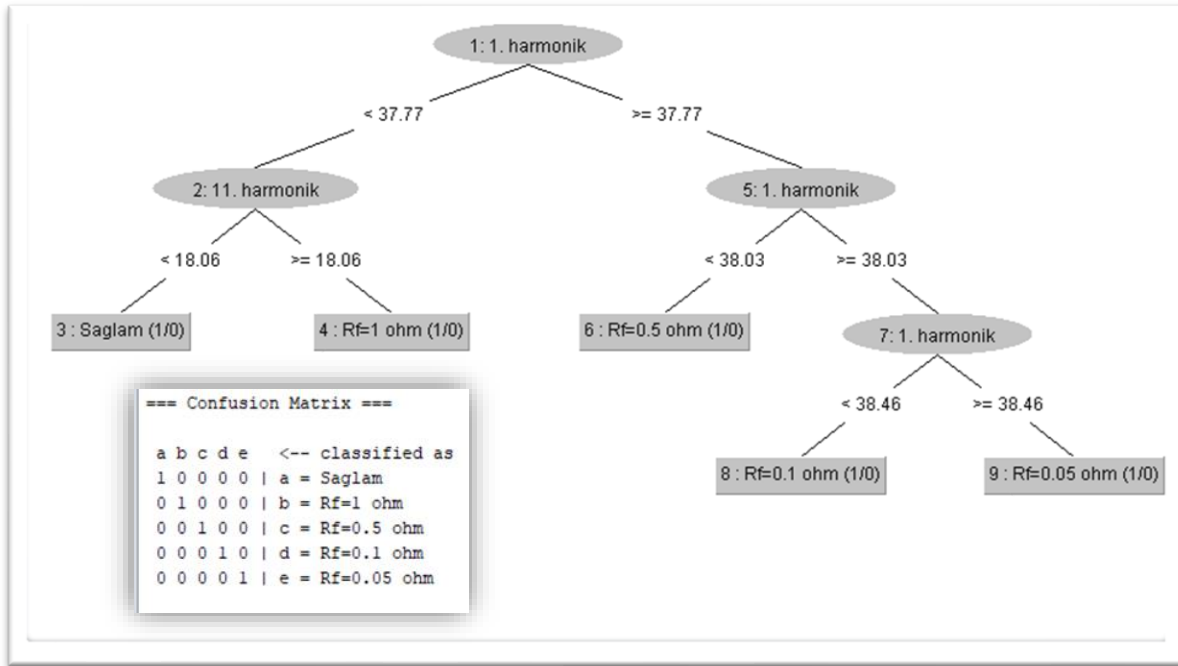 1: 1. harmonik
< 37.77
>= 37.77
2: 11. harmonik
5: 1. harmonik
< 18.06
>= 18.06
< 38.03
>= 38.03
3 : Saglam (1/0)
4 : Rf=1 ohm (1/0)
6 : Rf=0.5 ohm (1/0)
7: 1. harmonik
< 38.46
>= 38.46
8 : Rf=0.1 ohm (1/0)
9 : Rf=0.05 ohm (1/0)
=== Confusion Matrix ===
a b c d e <-- classified as
1 0 0 0 0 | a = Saglam
0 1 0 0 0 | b = Rf=1 ohm
0 0 1 0 0 | c = Rf=0.5 ohm
0 0 0 1 0 | d = Rf=0.1 ohm
0 0 0 0 1 | e = Rf=0.05 ohm